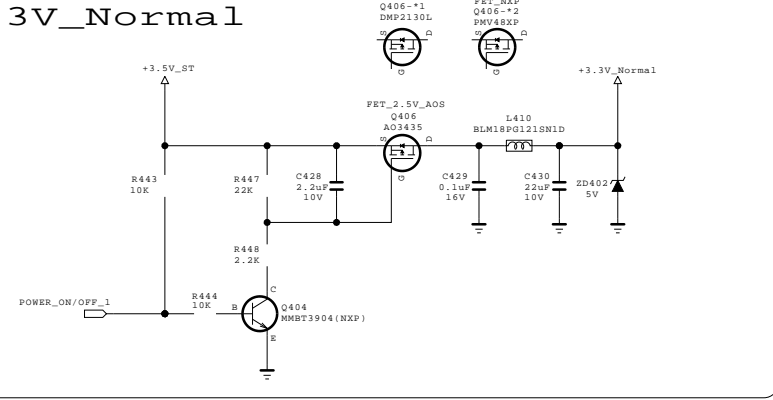 3V_Normal
Q406-*1
DMP2130L
FET_NXP
Q406-*2
PMV48XP
S
D
G
S
D
G
+3.5V_ST
+3.3V_Normal
FET_2.5V_AOS
Q406
AO3435
S
D
G
L410
BLM18PG121SN1D
R443
10K
R447
22K
C428
2.2uF
10V
C429
0.1uF
16V
C430
22uF
10V
ZD402
5V
R448
2.2K
POWER_ON/OFF_1
R444
10K
B
C
E
Q404
MMBT3904(NXP)